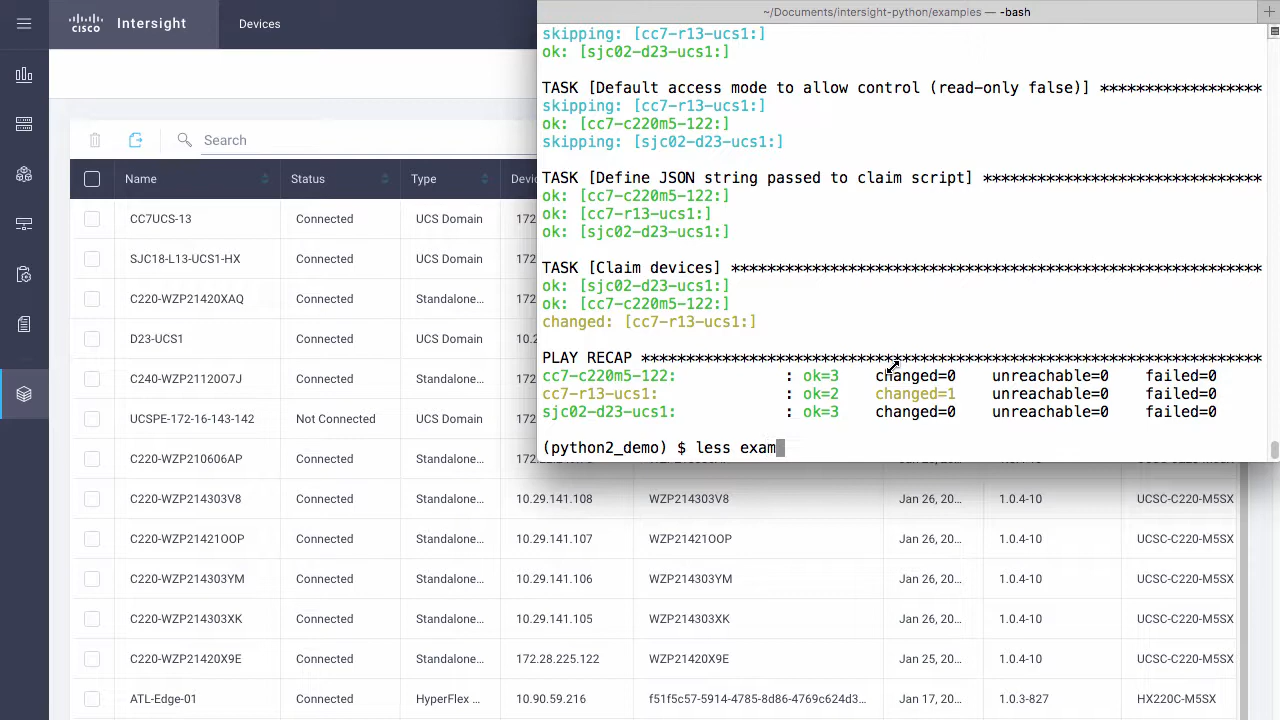 cisco Intersight Devices
~/Documents/intersight-python/examples — -bash
skipping: [cc7-r13-ucs1:]
ok: [sjc02-d23-ucs1:]
TASK [Default access mode to allow control (read-only false)] ******************
skipping: [cc7-r13-ucs1:]
ok: [cc7-c220m5-122:]
skipping: [sjc02-d23-ucs1:]
TASK [Define JSON string passed to claim script] *******************************
ok: [cc7-c220m5-122:]
ok: [cc7-r13-ucs1:]
ok: [sjc02-d23-ucs1:]
TASK [Claim devices] ***********************************************************
ok: [sjc02-d23-ucs1:]
ok: [cc7-c220m5-122:]
changed: [cc7-r13-ucs1:]
PLAY RECAP *********************************************************************
cc7-c220m5-122: : ok=3 changed=0 unreachable=0 failed=0
cc7-r13-ucs1: : ok=2 changed=1 unreachable=0 failed=0
sjc02-d23-ucs1: : ok=3 changed=0 unreachable=0 failed=0
(python2_demo) $ less exam
Search
Name Status Type
CC7UCS-13 Connected UCS Domain
SJC18-L13-UCS1-HX Connected UCS Domain
C220-WZP21420XAQ Connected Standalone...
D23-UCS1 Connected UCS Domain
C240-WZP21120O7J Connected Standalone...
UCSPE-172-16-143-142 Not Connected UCS Domain
C220-WZP210606AP Connected Standalone...
C220-WZP214303V8 Connected Standalone... 10.29.141.108 WZP214303V8 Jan 26, 20... 1.0.4-10 UCSC-C220-M5SX
C220-WZP21421OOP Connected Standalone... 10.29.141.107 WZP21421OOP Jan 26, 20... 1.0.4-10 UCSC-C220-M5SX
C220-WZP214303YM Connected Standalone... 10.29.141.106 WZP214303YM Jan 26, 20... 1.0.4-10 UCSC-C220-M5SX
C220-WZP214303XK Connected Standalone... 10.29.141.105 WZP214303XK Jan 26, 20... 1.0.4-10 UCSC-C220-M5SX
C220-WZP21420X9E Connected Standalone... 172.28.225.122 WZP21420X9E Jan 25, 20... 1.0.4-10 UCSC-C220-M5SX
ATL-Edge-01 Connected HyperFlex 10.90.59.216 f51f5c57-5914-4785-8d86-4769c624d3... Jan 17, 20... 1.0.3-827 HX220C-M5SX